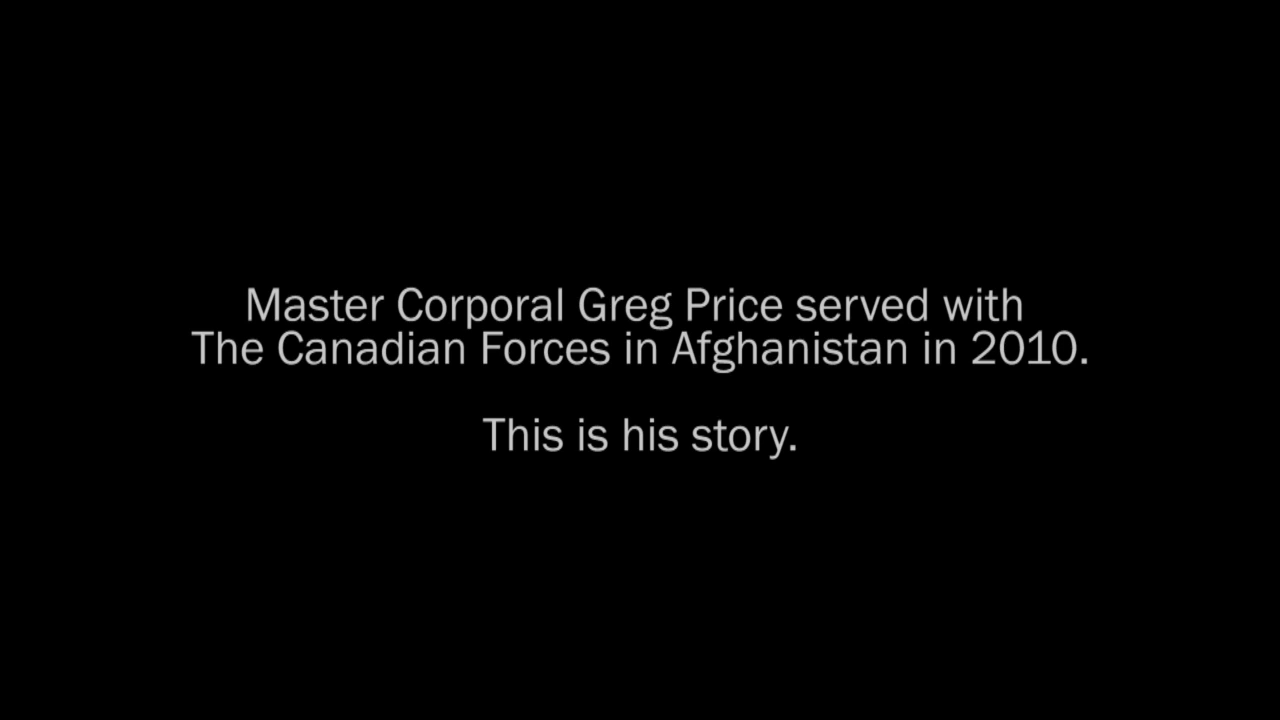 Master Corporal Greg Price served with
The Canadian Forces in Afghanistan in 2010.
This is his story.